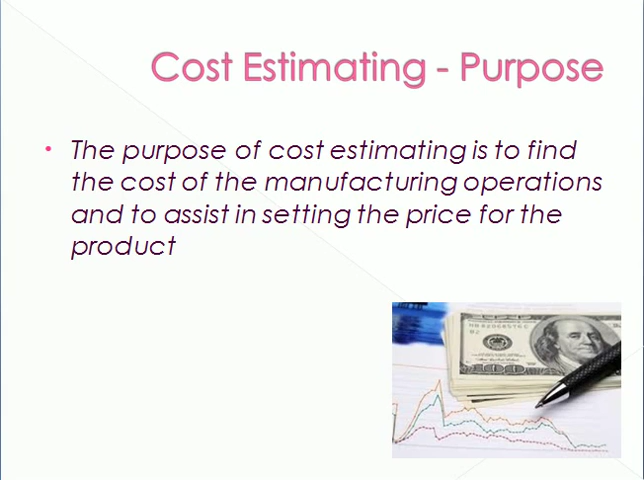 Cost Estimating - Purpose
• The purpose of cost estimating is to find
the cost of the manufacturing operations
and to assist in setting the price for the
product